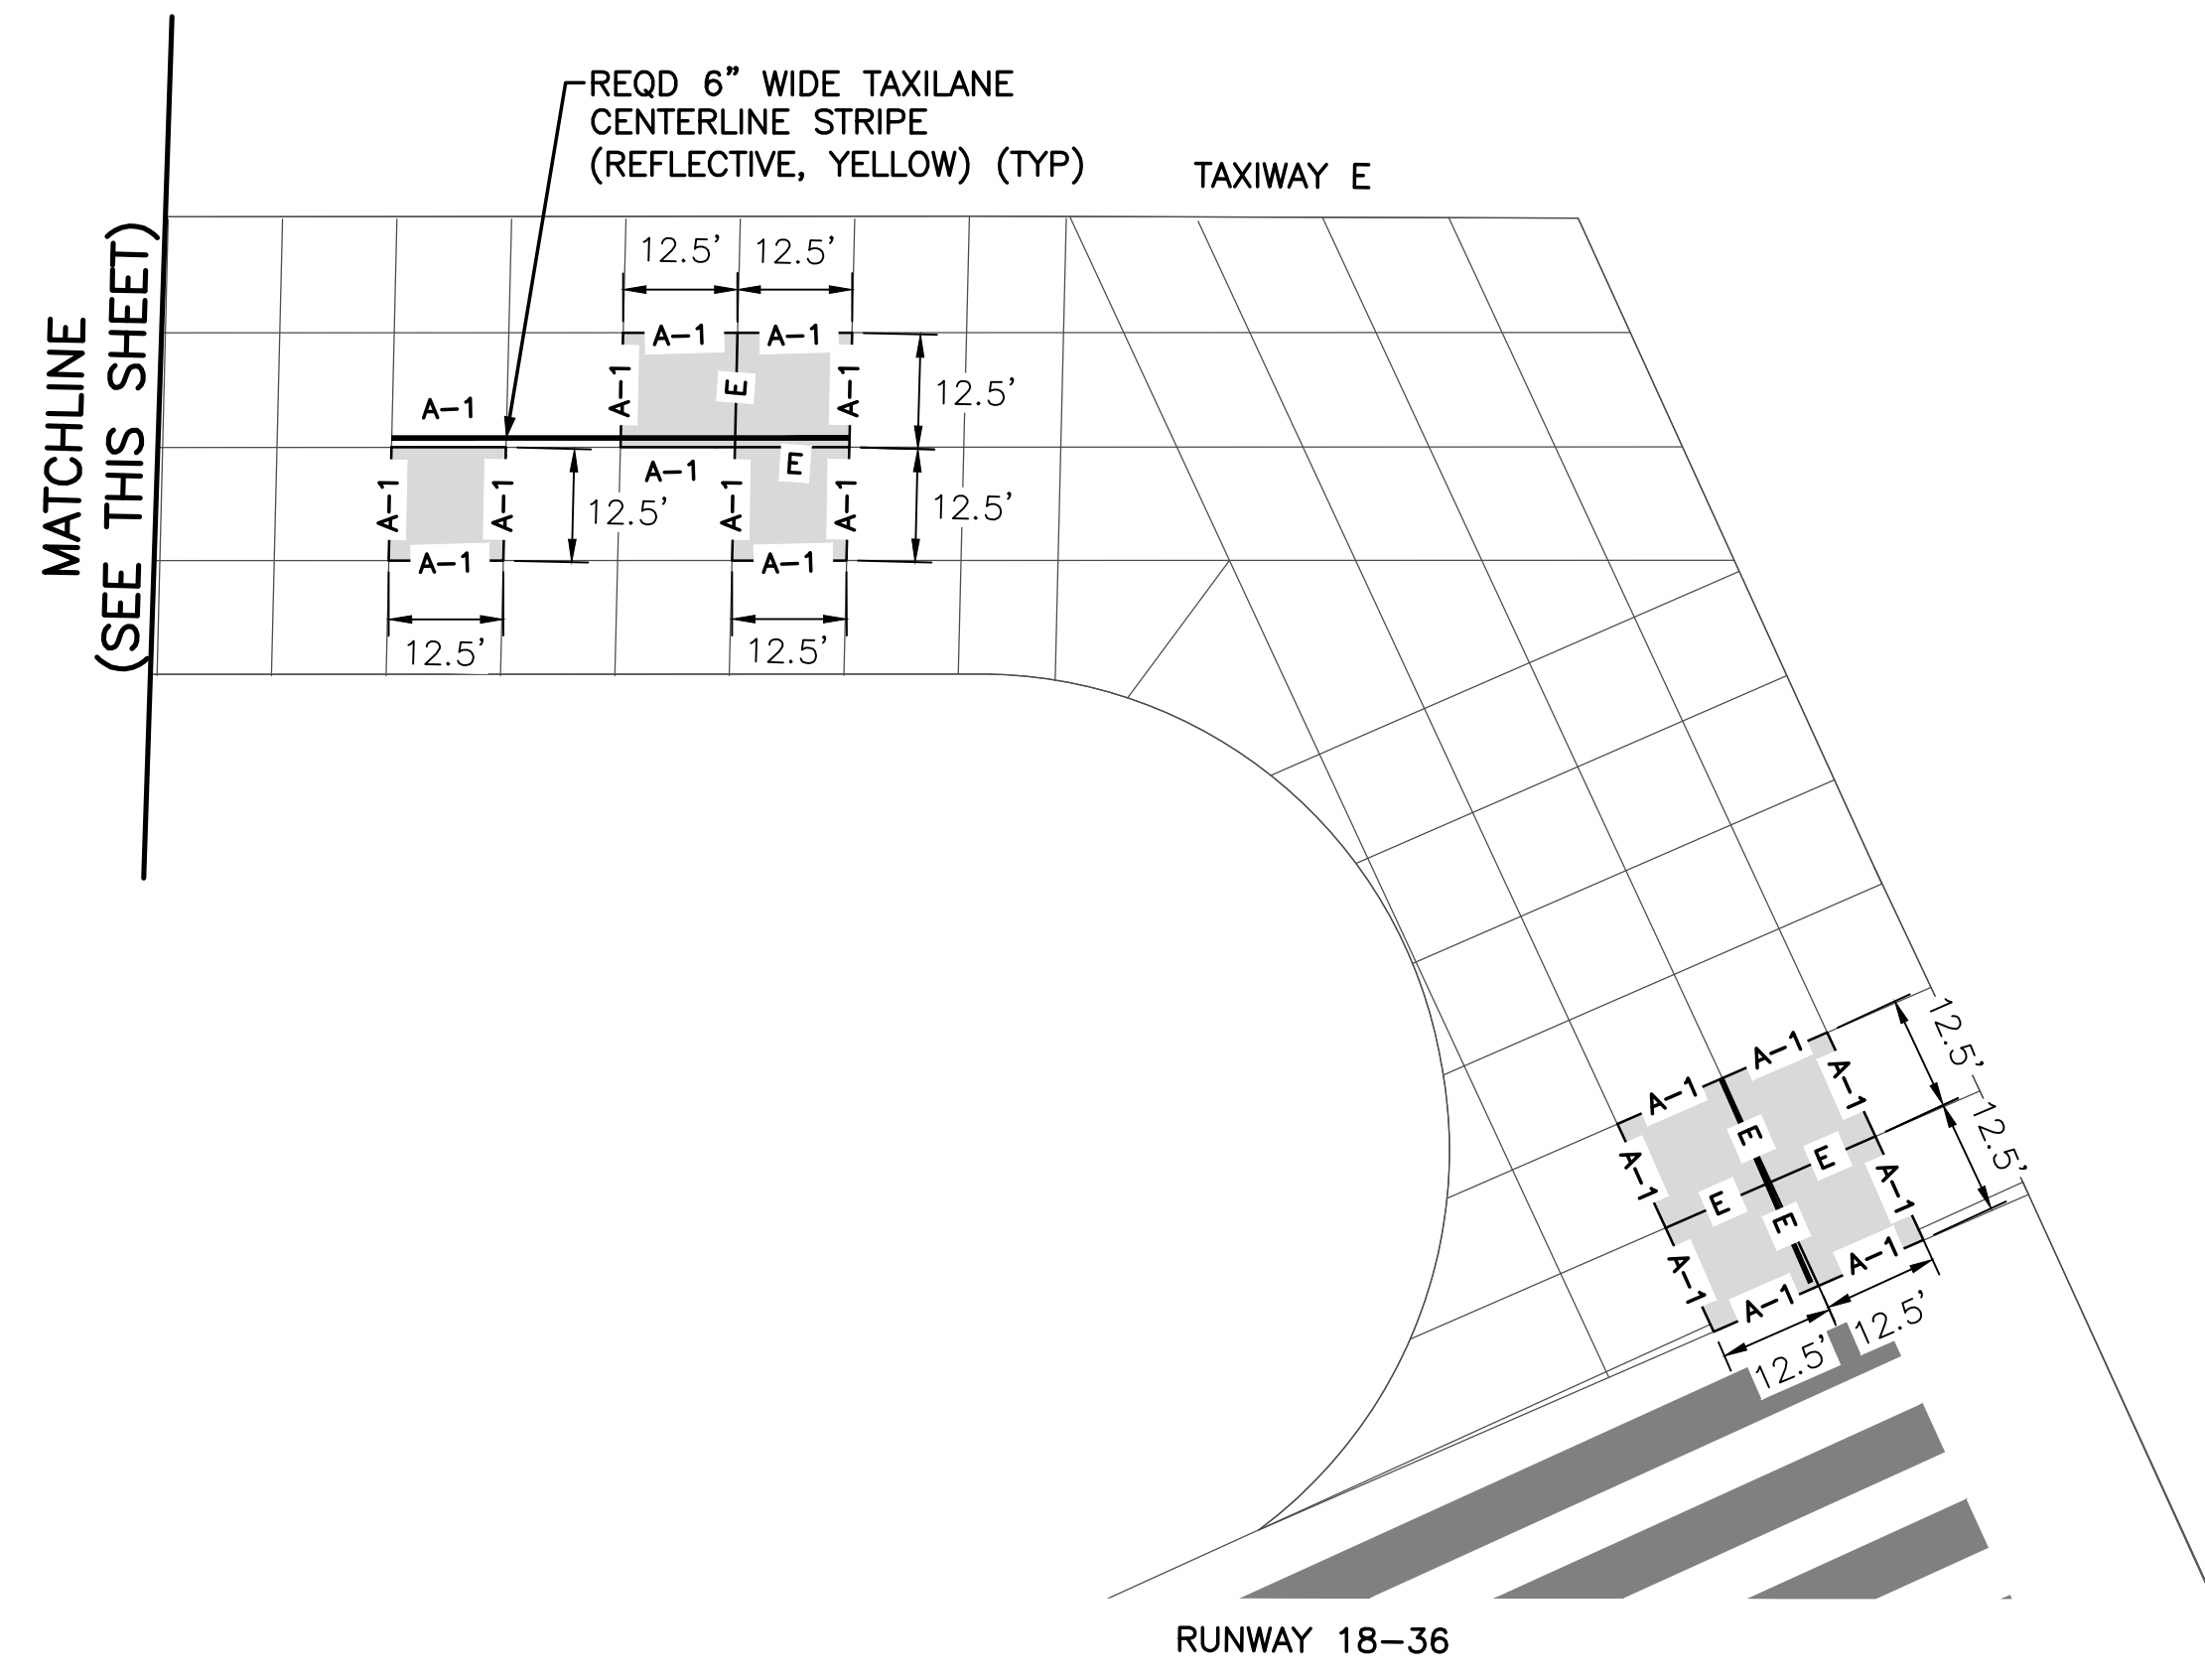 REQD 6" WIDE TAXILANE
CENTERLINE STRIPE
(REFLECTIVE, YELLOW) (TYP)
TAXIWAY E
MATCHLINE
(SEE THIS SHEET)
12.5' 12.5'
A-1 A-1
A-1 E A-1 12.5'
A-1
A-1 E
A-1 A-1 12.5' A-1 A-1 12.5'
A-1 A-1
12.5' 12.5'
12.5'
12.5'
A-1 A-1
A-1 A-1
E E
A-1 A-1
E E
A-1 A-1
A-1 A-1
12.5' 12.5'
RUNWAY 18-36